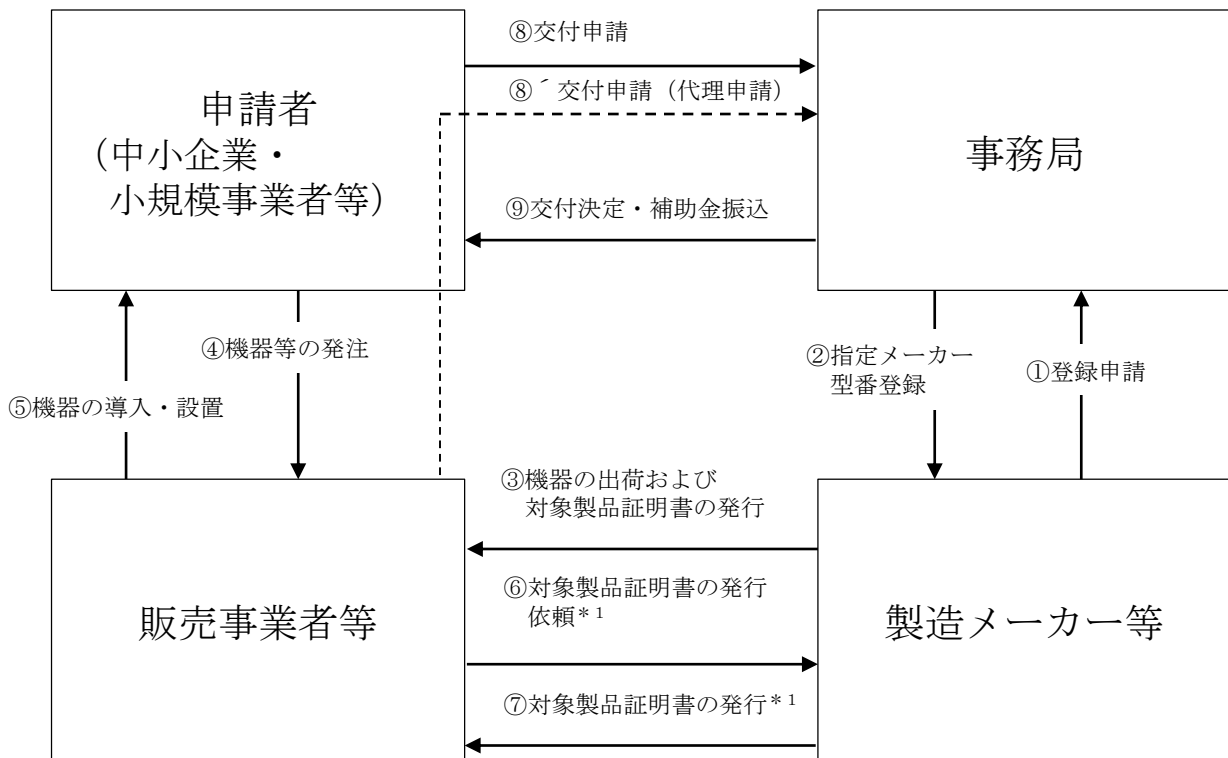 ⑧交付申請
⑧´交付申請（代理申請）
申請者
（中小企業・
小規模事業者等）
事務局
⑨交付決定・補助金振込
④機器等の発注
⑤機器の導入・設置
②指定メーカー
型番登録
①登録申請
③機器の出荷および
対象製品証明書の発行
⑥対象製品証明書の発行
依頼＊１
販売事業者等
製造メーカー等
⑦対象製品証明書の発行＊１